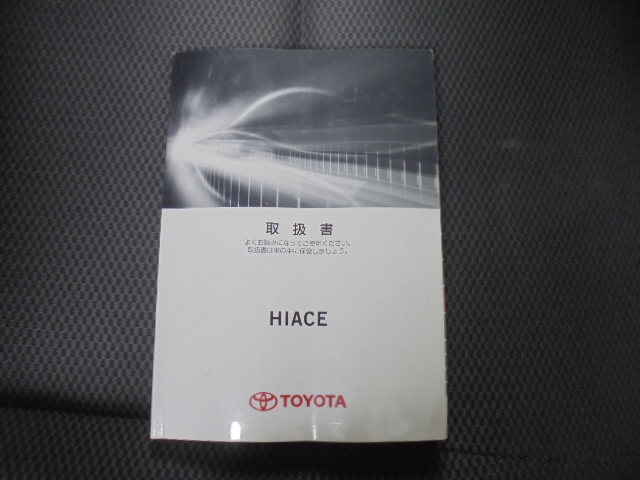 取扱書
よくお読みになってご使用ください。
取扱書は車の中に保管しましょう。
HIACE
TOYOTA